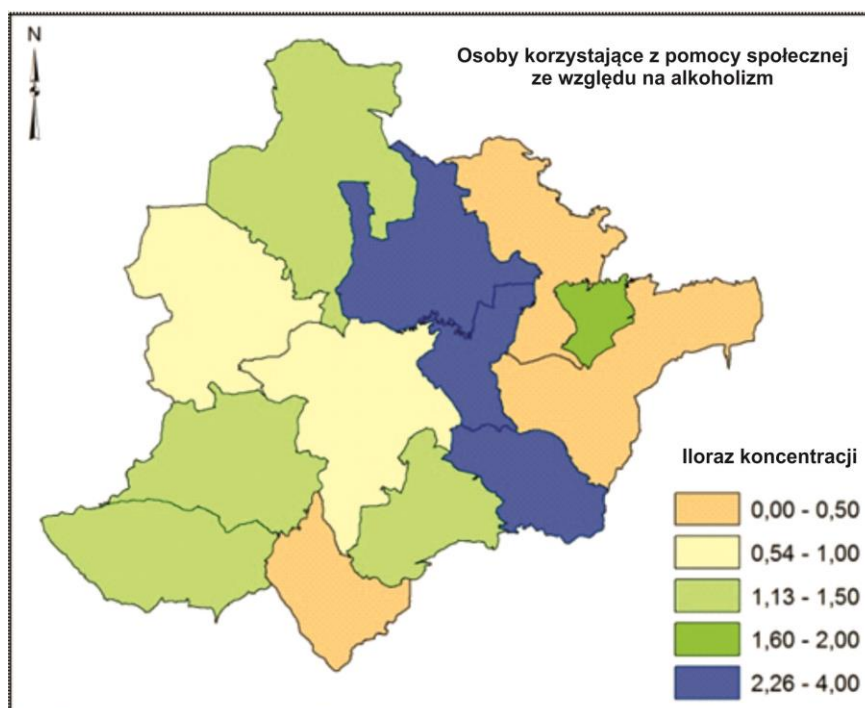 N
Osoby korzystające z pomocy społecznej
ze względu na alkoholizm
Iloraz koncentracji
0,00 - 0,50
0,54 - 1,00
1,13 - 1,50
1,60 - 2,00
2,26 - 4,00